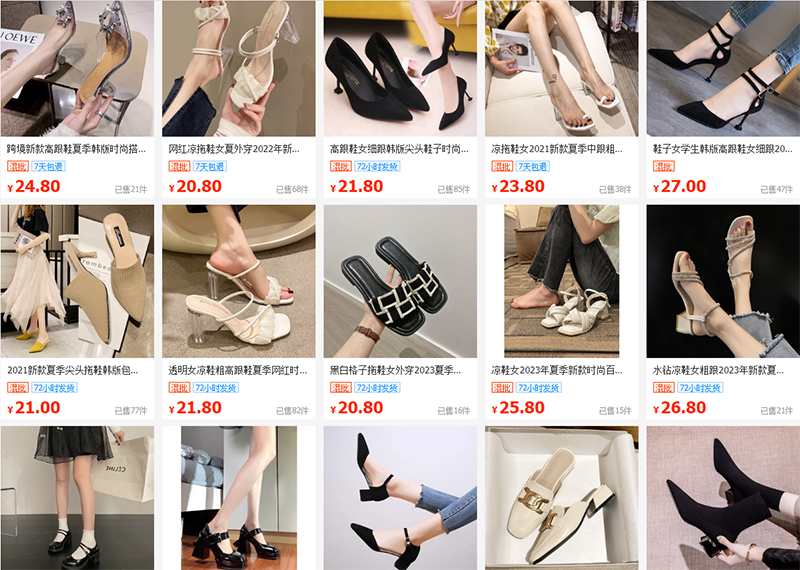 LOEWE
跨境新款高跟鞋夏季韩版时尚搭...
网红凉拖鞋女夏外穿2022年新...
高跟鞋女细跟韩版尖头鞋子时尚...
凉拖鞋女2021新款夏季中跟粗...
鞋子女学生韩版高跟鞋女细跟20...
混批 7天包退
混批 7天包退
混批 72小时发货
混批 7天包退
混批
¥24.80 已售21件
¥20.80 已售68件
¥21.80 已售85件
¥23.80 已售38件
¥27.00 已售47件
2021新款夏季尖头拖鞋韩版包...
透明女凉鞋粗高跟鞋夏季网红时...
黑白格子拖鞋女外穿2023夏季...
凉鞋女2023年夏季新款时尚百...
水钻凉鞋女粗跟2023年新款夏...
混批 72小时发货
混批 72小时发货
混批 72小时发货
混批 72小时发货
混批 72小时发货
¥21.00 已售77件
¥21.80 已售82件
¥20.80 已售16件
¥25.80 已售15件
¥26.80 已售21件
CELINE